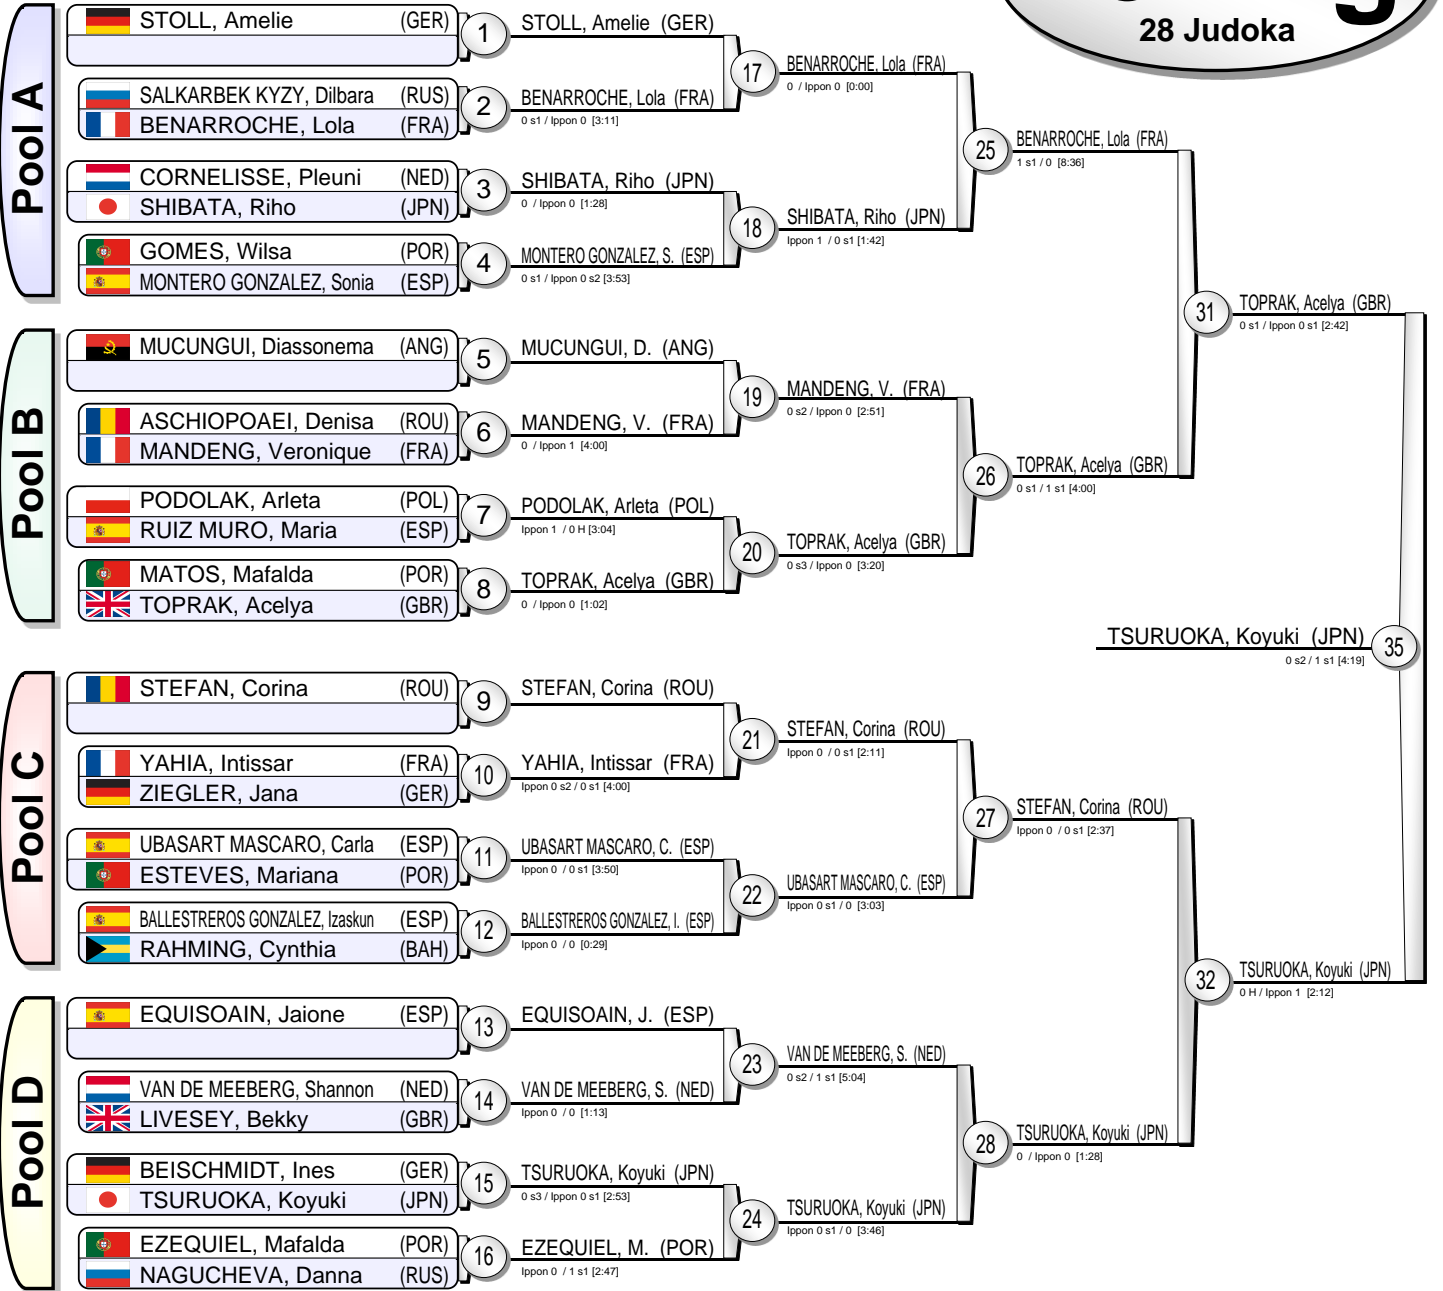 28 Judoka
Pool A
STOLL, Amelie (GER)
1
SALKARBEK KYZY, Dilbara (RUS)
BENARROCHE, Lola (FRA)
2
CORNELISSE, Pleuni (NED)
SHIBATA, Riho (JPN)
3
GOMES, Wilsa (POR)
MONTERO GONZALEZ, Sonia (ESP)
4
Pool B
MUCUNGUI, Diassonema (ANG)
5
ASCHIOPOAEI, Denisa (ROU)
MANDENG, Veronique (FRA)
6
PODOLAK, Arleta (POL)
RUIZ MURO, Maria (ESP)
7
MATOS, Mafalda (POR)
TOPRAK, Acelya (GBR)
8
Pool C
STEFAN, Corina (ROU)
9
YAHIA, Intissar (FRA)
ZIEGLER, Jana (GER)
10
UBASART MASCARO, Carla (ESP)
ESTEVES, Mariana (POR)
11
BALLESTREROS GONZALEZ, Izaskun (ESP)
RAHMING, Cynthia (BAH)
12
Pool D
EQUISOAIN, Jaione (ESP)
13
VAN DE MEEBERG, Shannon (NED)
LIVESEY, Bekky (GBR)
14
BEISCHMIDT, Ines (GER)
TSURUOKA, Koyuki (JPN)
15
EZEQUIEL, Mafalda (POR)
NAGUCHEVA, Danna (RUS)
16
STOLL, Amelie (GER)
BENARROCHE, Lola (FRA)
0 s1 / Ippon 0 [3:11]
17
SHIBATA, Riho (JPN)
0 / Ippon 0 [1:28]
MONTERO GONZALEZ, S. (ESP)
0 s1 / Ippon 0 s2 [3:53]
18
MUCUNGUI, D. (ANG)
MANDENG, V. (FRA)
0 / Ippon 1 [4:00]
19
PODOLAK, Arleta (POL)
Ippon 1 / 0 H [3:04]
TOPRAK, Acelya (GBR)
0 / Ippon 0 [1:02]
20
STEFAN, Corina (ROU)
YAHIA, Intissar (FRA)
Ippon 0 s2 / 0 s1 [4:00]
21
UBASART MASCARO, C. (ESP)
Ippon 0 / 0 s1 [3:50]
BALLESTREROS GONZALEZ, I. (ESP)
Ippon 0 / 0 [0:29]
22
EQUISOAIN, J. (ESP)
VAN DE MEEBERG, S. (NED)
Ippon 0 / 0 [1:13]
23
TSURUOKA, Koyuki (JPN)
0 s3 / Ippon 0 s1 [2:53]
EZEQUIEL, M. (POR)
Ippon 0 / 1 s1 [2:47]
24
BENARROCHE, Lola (FRA)
0 / Ippon 0 [0:00]
SHIBATA, Riho (JPN)
Ippon 1 / 0 s1 [1:42]
25
MANDENG, V. (FRA)
0 s2 / Ippon 0 [2:51]
TOPRAK, Acelya (GBR)
0 s3 / Ippon 0 [3:20]
26
STEFAN, Corina (ROU)
Ippon 0 / 0 s1 [2:11]
UBASART MASCARO, C. (ESP)
Ippon 0 s1 / 0 [3:03]
27
VAN DE MEEBERG, S. (NED)
0 s2 / 1 s1 [5:04]
TSURUOKA, Koyuki (JPN)
Ippon 0 s1 / 0 [3:46]
28
BENARROCHE, Lola (FRA)
1 s1 / 0 [8:36]
TOPRAK, Acelya (GBR)
0 s1 / 1 s1 [4:00]
31
STEFAN, Corina (ROU)
Ippon 0 / 0 s1 [2:37]
TSURUOKA, Koyuki (JPN)
0 / Ippon 0 [1:28]
32
TOPRAK, Acelya (GBR)
0 s1 / Ippon 0 s1 [2:42]
TSURUOKA, Koyuki (JPN)
0 H / Ippon 1 [2:12]
TSURUOKA, Koyuki (JPN)
0 s2 / 1 s1 [4:19]
35